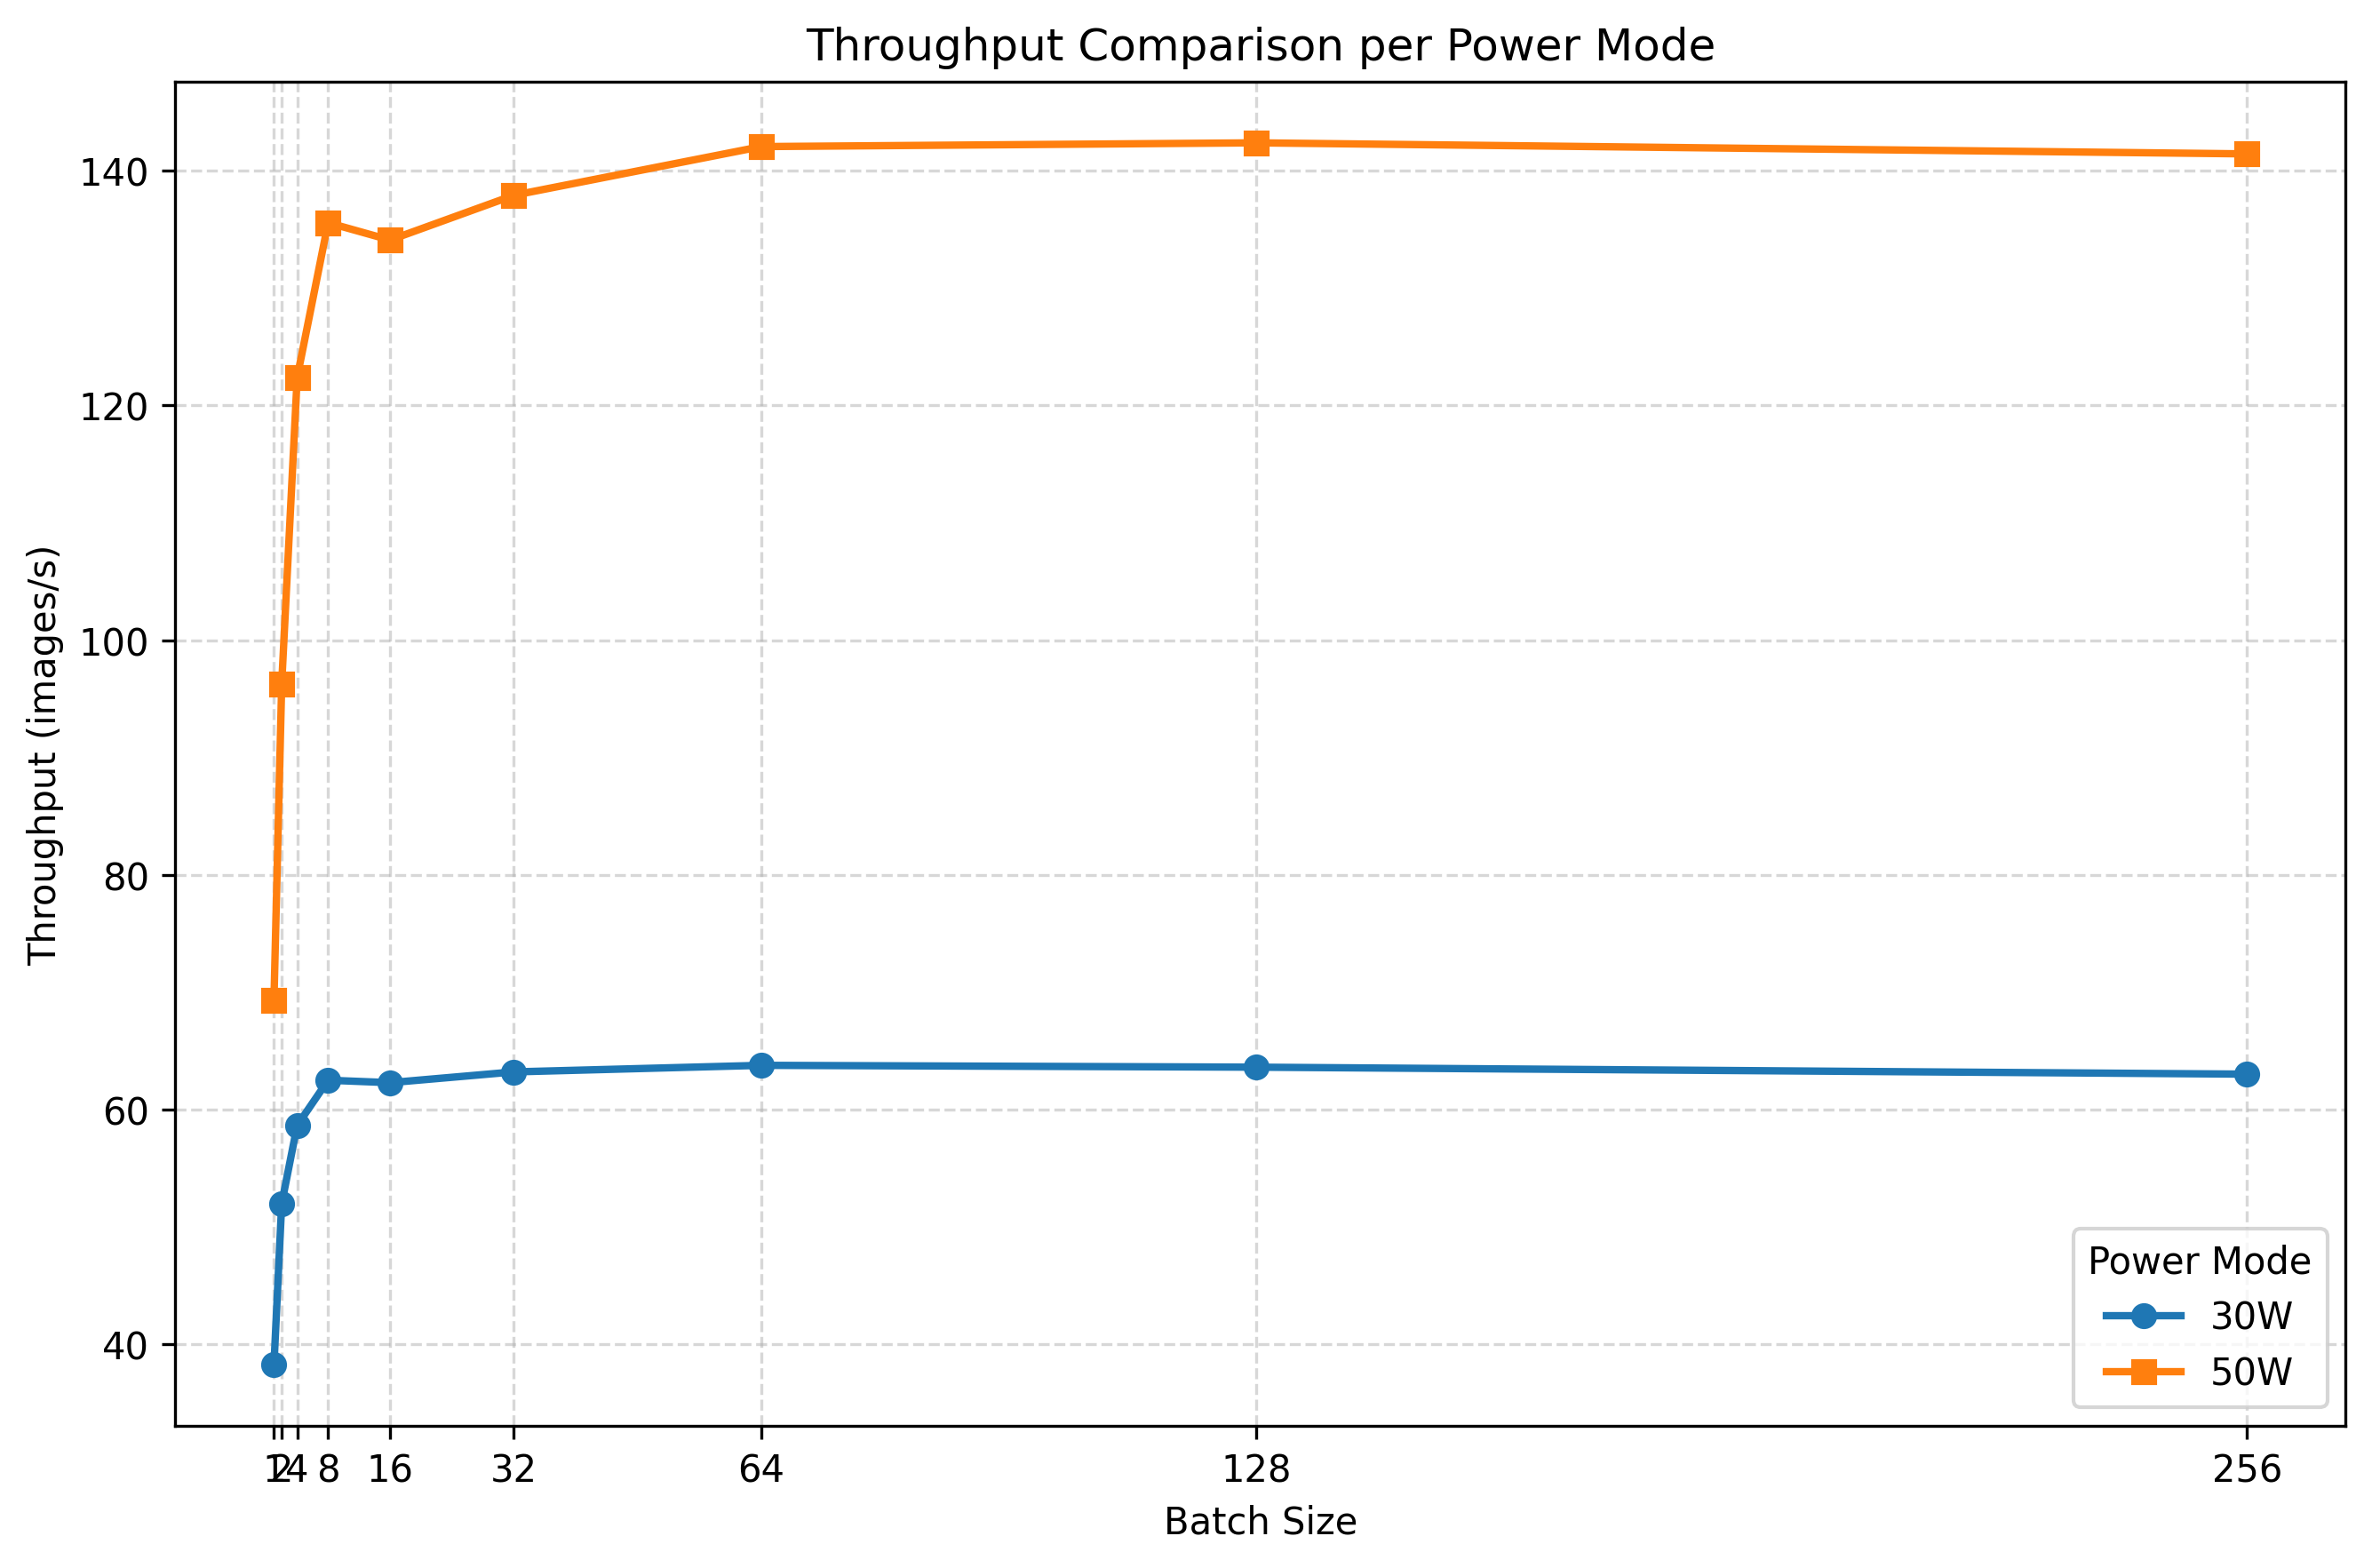 Throughput Comparison per Power Mode
Throughput (images/s)
140
120
100
80
60
40
1 2 4 8 16 32 64 128 256
Batch Size
Power Mode
30W
50W